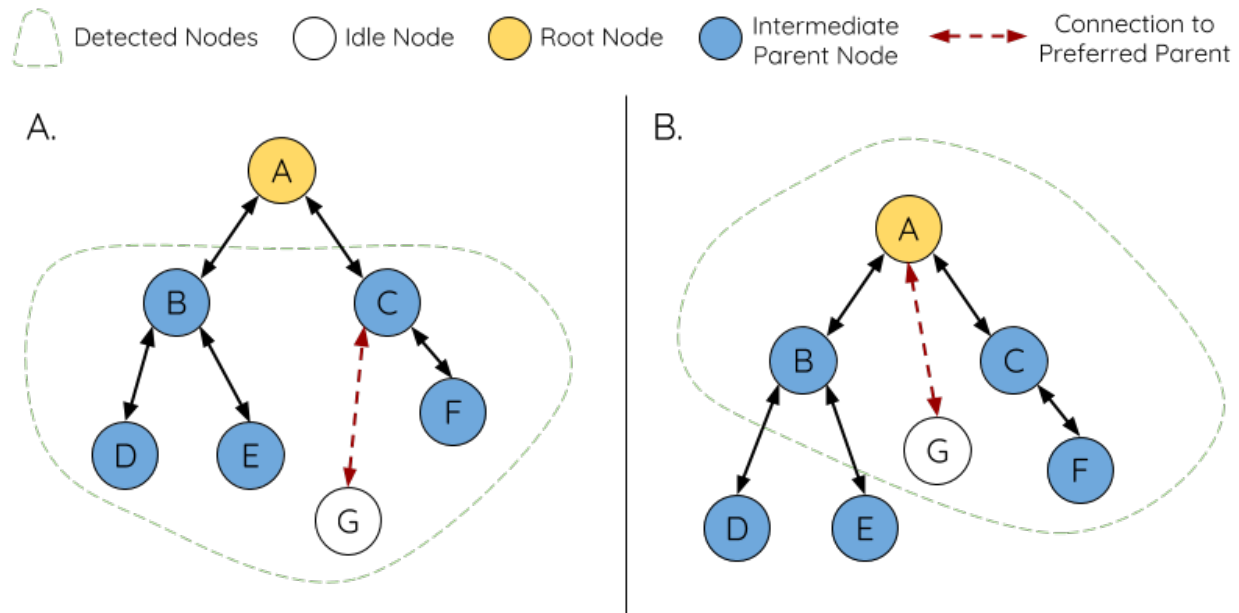 Detected Nodes
Idle Node
Root Node
Intermediate
Parent Node
Connection to
Preferred Parent
A.
A
B
C
D
E
F
G
B.
A
B
C
G
F
D
E